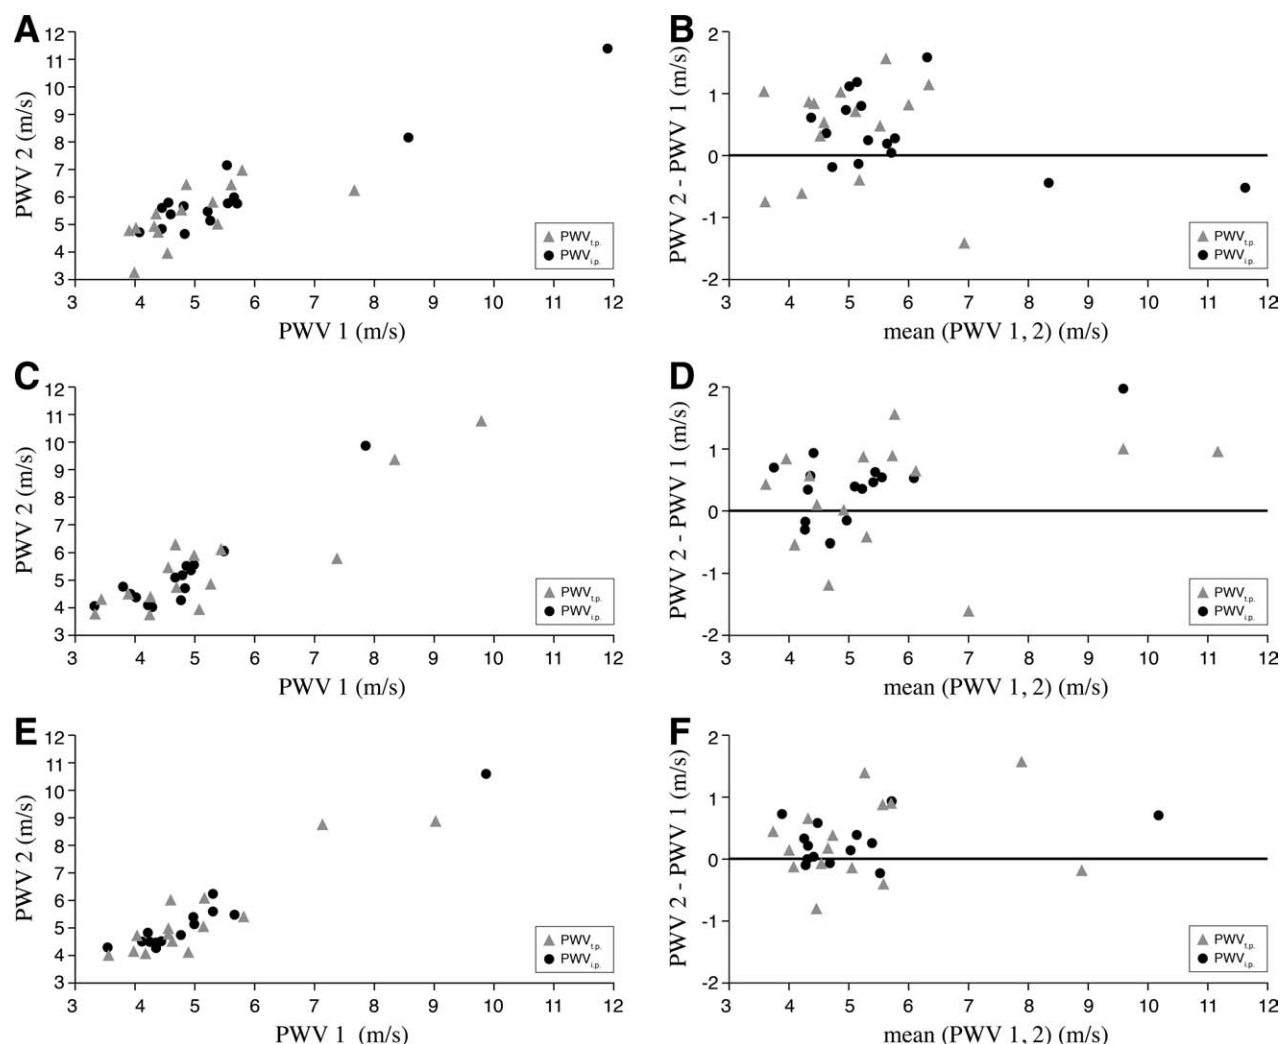 A
PWV 2 (m/s)
12
11
10
9
8
7
6
5
4
3
3 4 5 6 7 8 9 10 11 12
PWV 1 (m/s)
PWVt.p.
PWVi.p.
B
PWV 2 - PWV 1 (m/s)
2
1
0
-1
-2
3 4 5 6 7 8 9 10 11 12
mean (PWV 1, 2) (m/s)
PWVt.p.
PWVi.p.
C
PWV 2 (m/s)
12
11
10
9
8
7
6
5
4
3
3 4 5 6 7 8 9 10 11 12
PWV 1 (m/s)
PWVt.p.
PWVi.p.
D
PWV 2 - PWV 1 (m/s)
2
1
0
-1
-2
3 4 5 6 7 8 9 10 11 12
mean (PWV 1, 2) (m/s)
PWVt.p.
PWVi.p.
E
PWV 2 (m/s)
12
11
10
9
8
7
6
5
4
3
3 4 5 6 7 8 9 10 11 12
PWV 1 (m/s)
PWVt.p.
PWVi.p.
F
PWV 2 - PWV 1 (m/s)
2
1
0
-1
-2
3 4 5 6 7 8 9 10 11 12
mean (PWV 1, 2) (m/s)
PWVt.p.
PWVi.p.